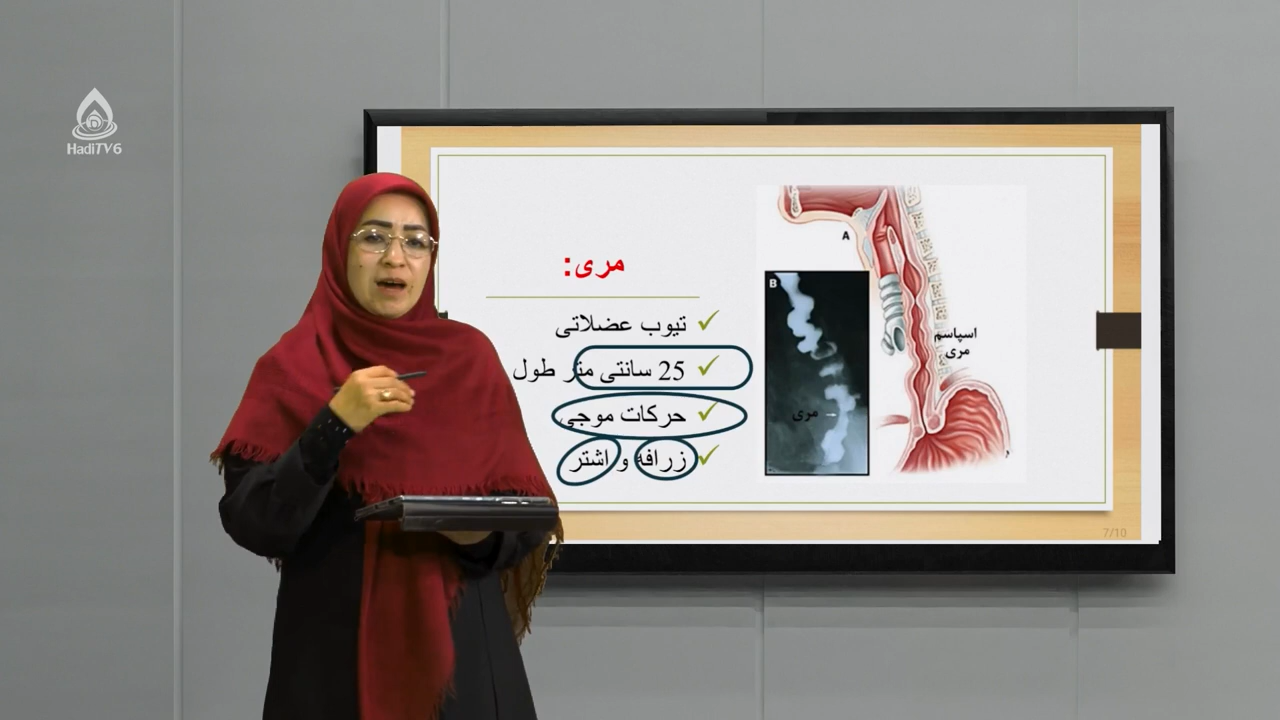 HadiTV6
مری:
تیوب عضلاتی
25 سانتی متر طول
حرکات موجی
زرافه و اشتر
A
B
مری
اسپاسم
مری
7/10